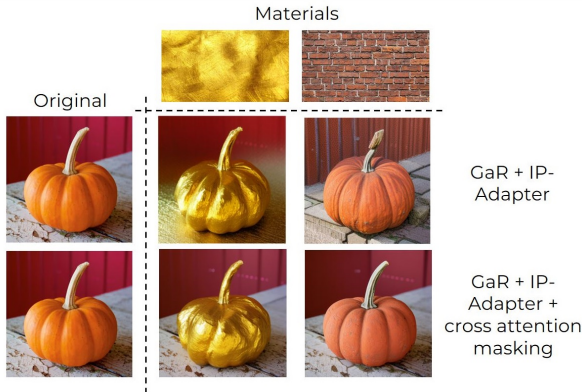 Materials
Original
GaR + IP-
Adapter
GaR + IP-
Adapter +
cross attention
masking